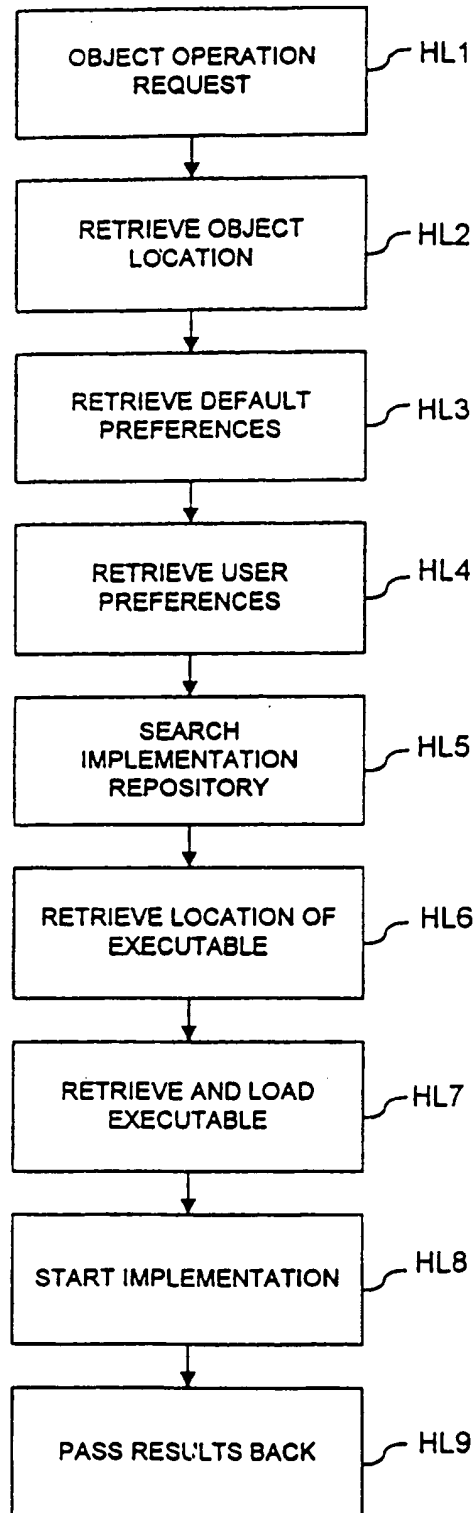 OBJECT OPERATION
REQUEST
HL1
RETRIEVE OBJECT
LOCATION
HL2
RETRIEVE DEFAULT
PREFERENCES
HL3
RETRIEVE USER
PREFERENCES
HL4
SEARCH
IMPLEMENTATION
REPOSITORY
HL5
RETRIEVE LOCATION OF
EXECUTABLE
HL6
RETRIEVE AND LOAD
EXECUTABLE
HL7
START IMPLEMENTATION
HL8
PASS RESULTS BACK
HL9